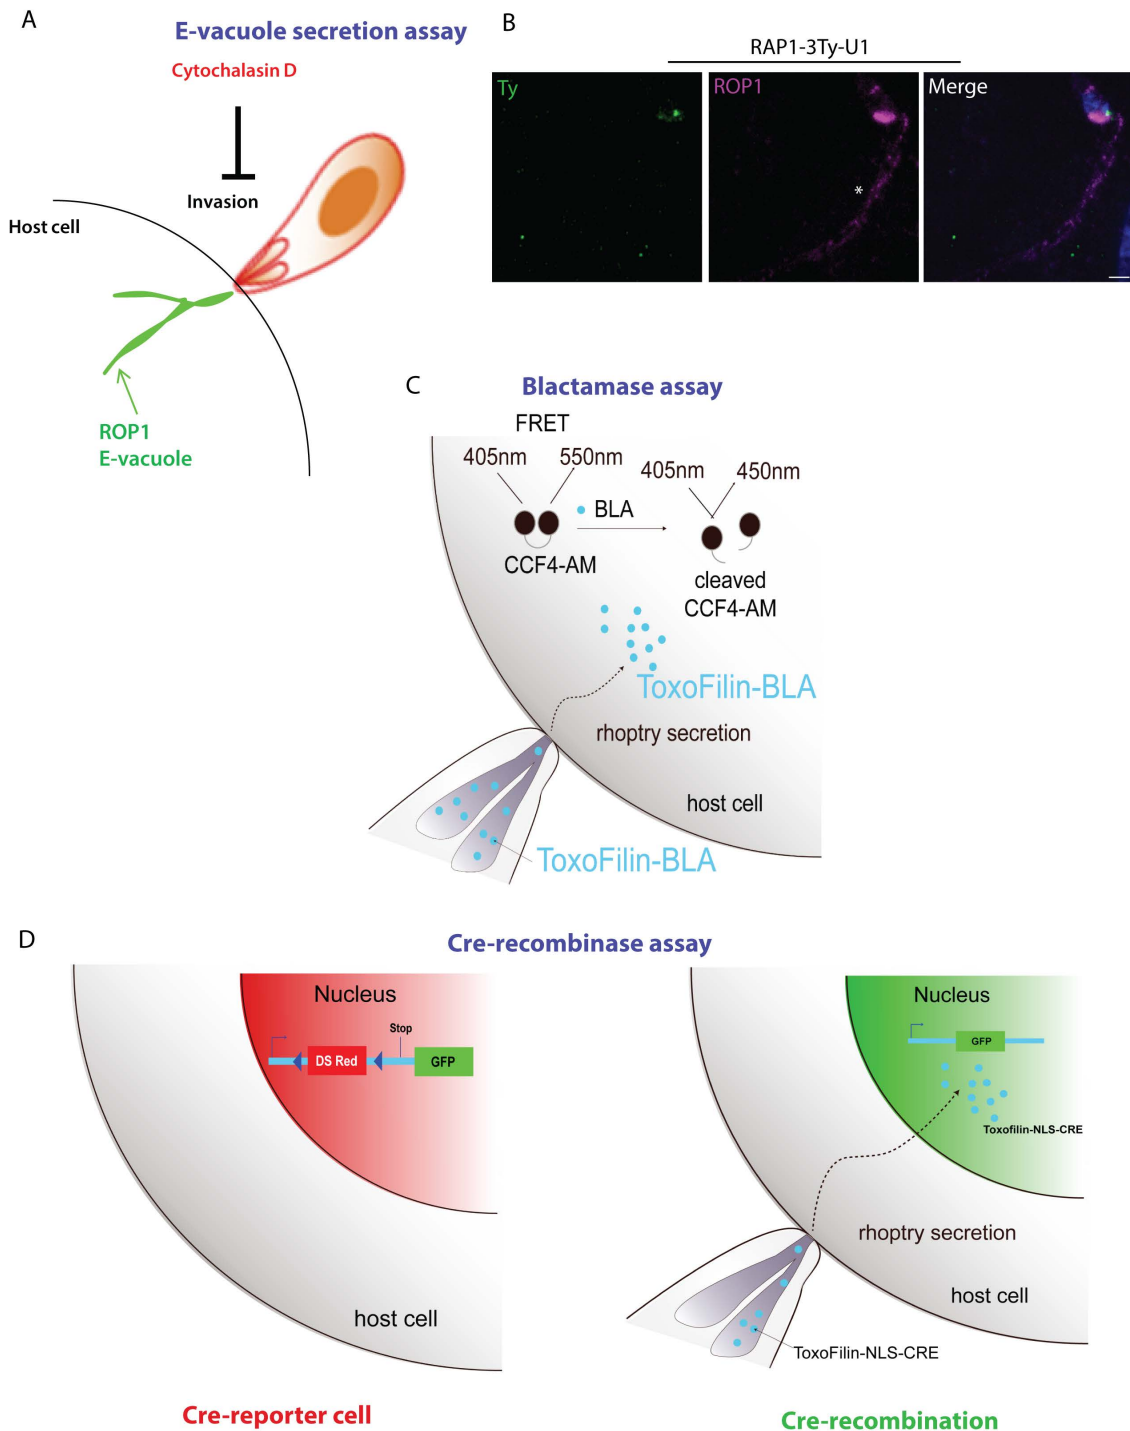 A
E-vacuole secretion assay
Cytochalasin D
Invasion
Host cell
ROP1
E-vacuole
B
RAP1-3Ty-U1
Ty
ROP1
Merge
*
C
Blactamase assay
FRET
405nm
550nm
405nm
450nm
BLA
CCF4-AM
cleaved
CCF4-AM
ToxoFilin-BLA
rhoptry secretion
host cell
ToxoFilin-BLA
D
Cre-recombinase assay
Nucleus
Stop
DS Red
GFP
host cell
Cre-reporter cell
Nucleus
GFP
Toxofilin-NLS-CRE
rhoptry secretion
host cell
ToxoFilin-NLS-CRE
Cre-recombination